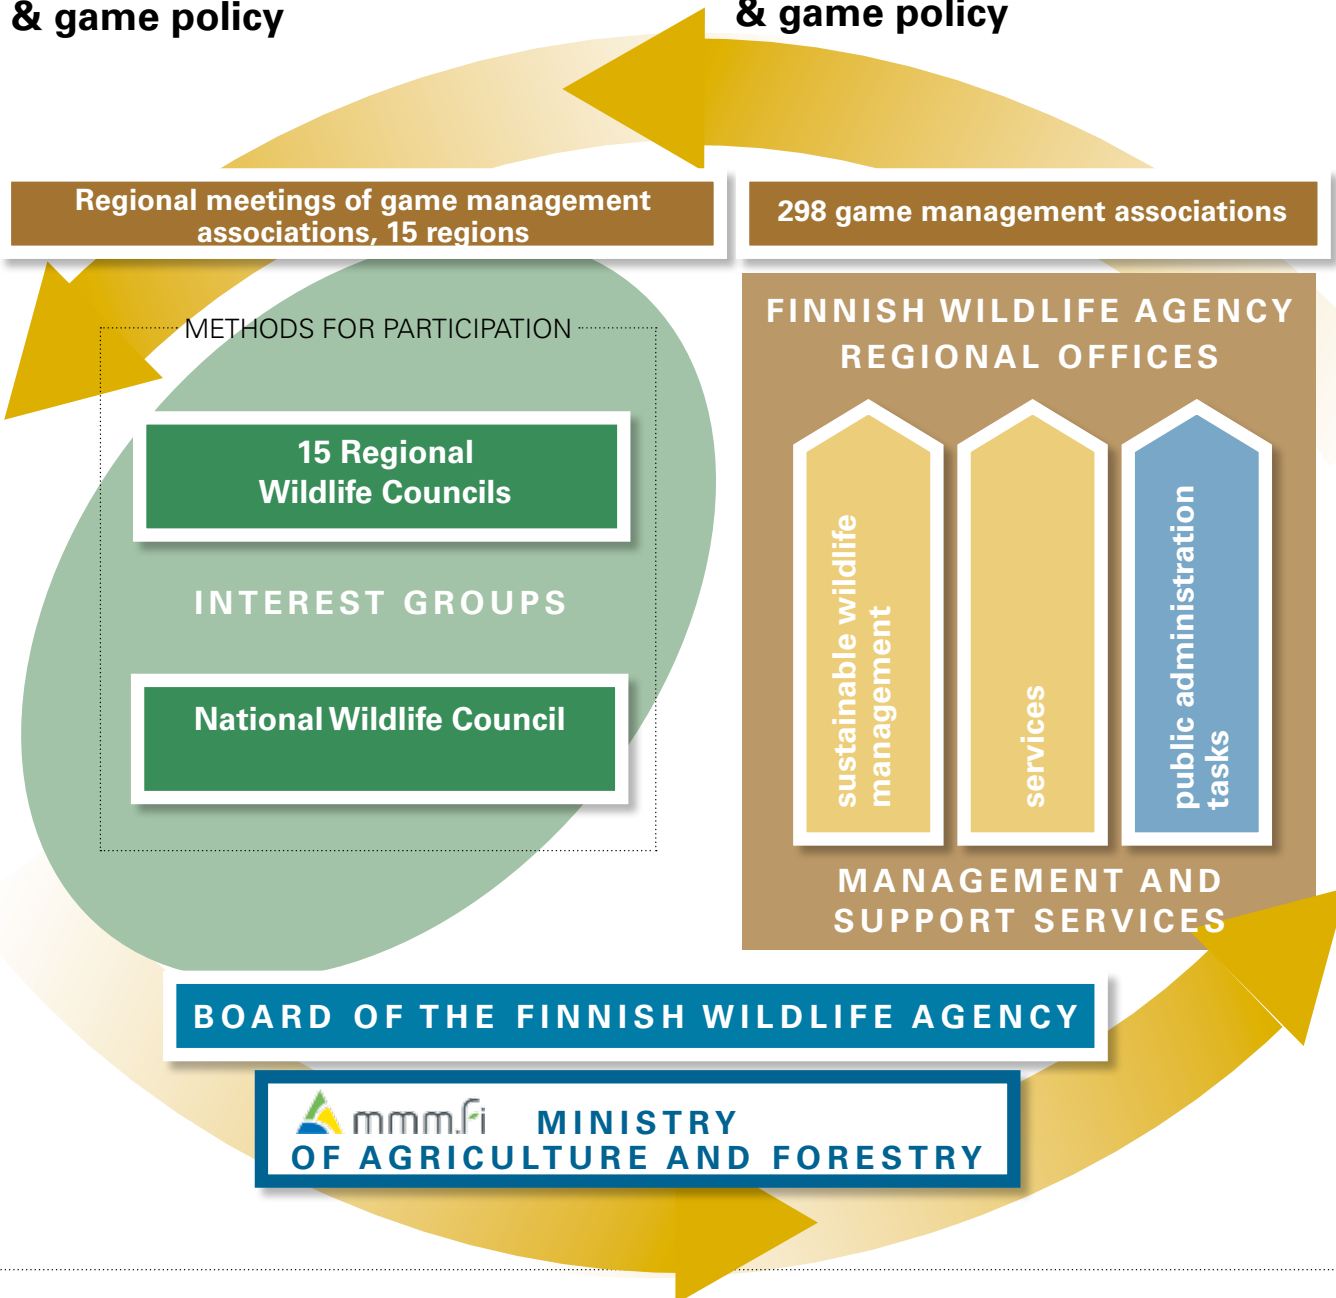 & game policy
& game policy
Regional meetings of game management
associations, 15 regions
298 game management associations
METHODS FOR PARTICIPATION
15 Regional
Wildlife Councils
INTEREST GROUPS
National Wildlife Council
FINNISH WILDLIFE AGENCY
REGIONAL OFFICES
sustainable wildlife
management
services
public administration
tasks
MANAGEMENT AND
SUPPORT SERVICES
BOARD OF THE FINNISH WILDLIFE AGENCY
mmm.fi MINISTRY
OF AGRICULTURE AND FORESTRY